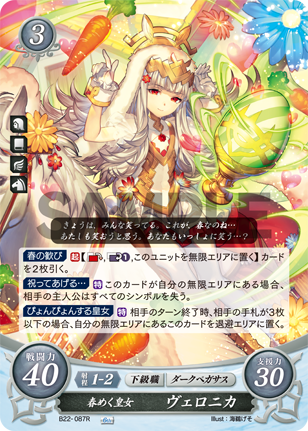 3
SAMPLE
きょうは、みんな笑ってる。これが、春なのね…
あたしも笑おうと思う。あなたもいっしょに笑う…?
春の歓び 起【、このユニットを無限エリアに置く】カード
を2枚引く。
祝ってあげる… 特 このカードが自分の無限エリアにある場合、
相手の主人公はすべてのシンボルを失う。
ぴょんぴょんする皇女 特 相手のターン終了時、相手の手札が3枚
以下の場合、自分の無限エリアにあるこのカードを退避エリアに置く。
戦闘力
40
射程 1-2
下級職
ダークペガサス
支援力
30
春めく皇女
ヴェロニカ
B22-087R
Illust:海鵜げそ